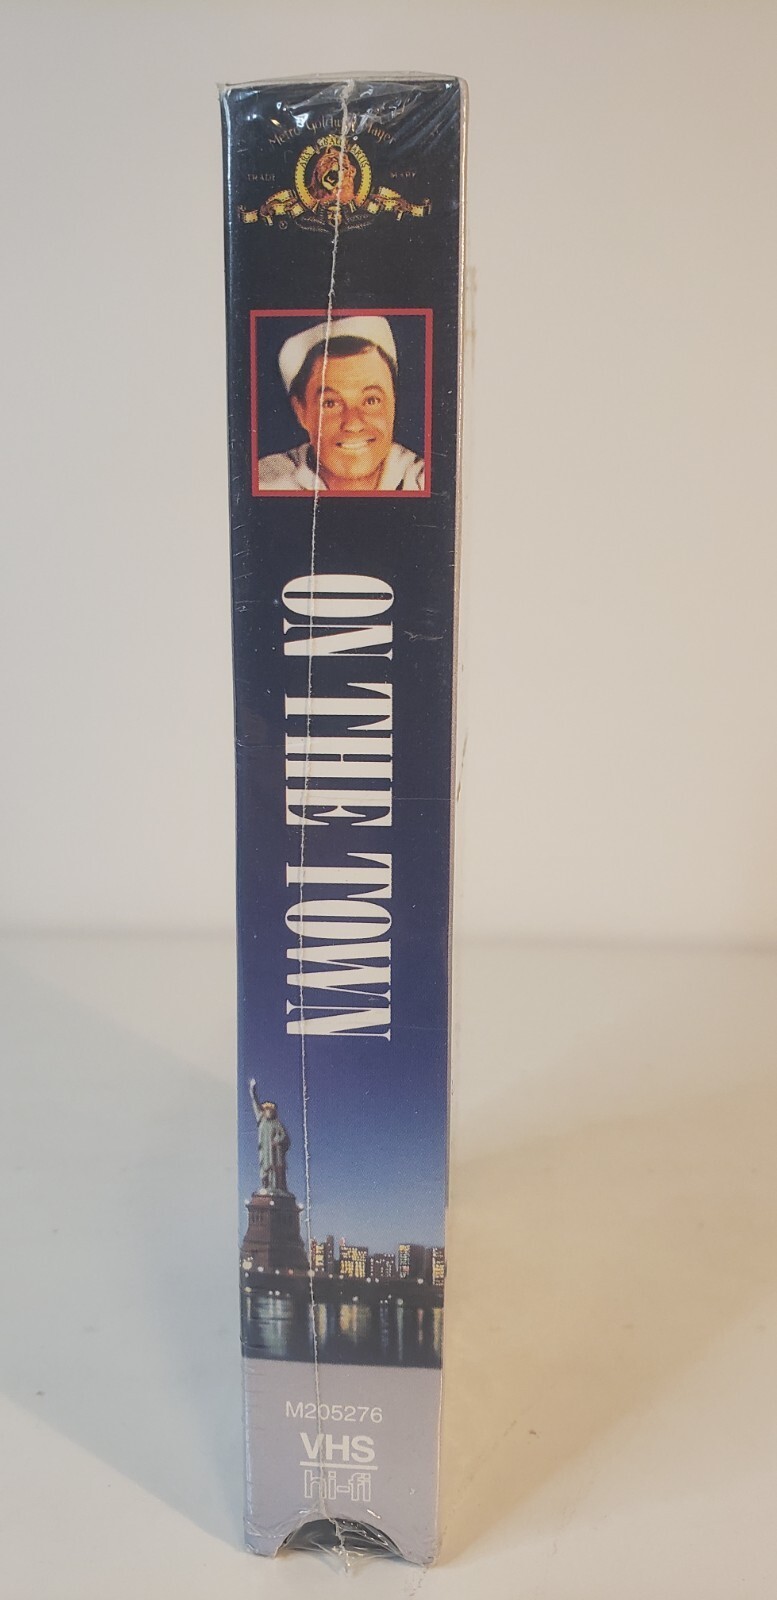 Metro Goldwyn Mayer
TRADE MARK
ON THE TOWN
M205276
VHS
hi-fi